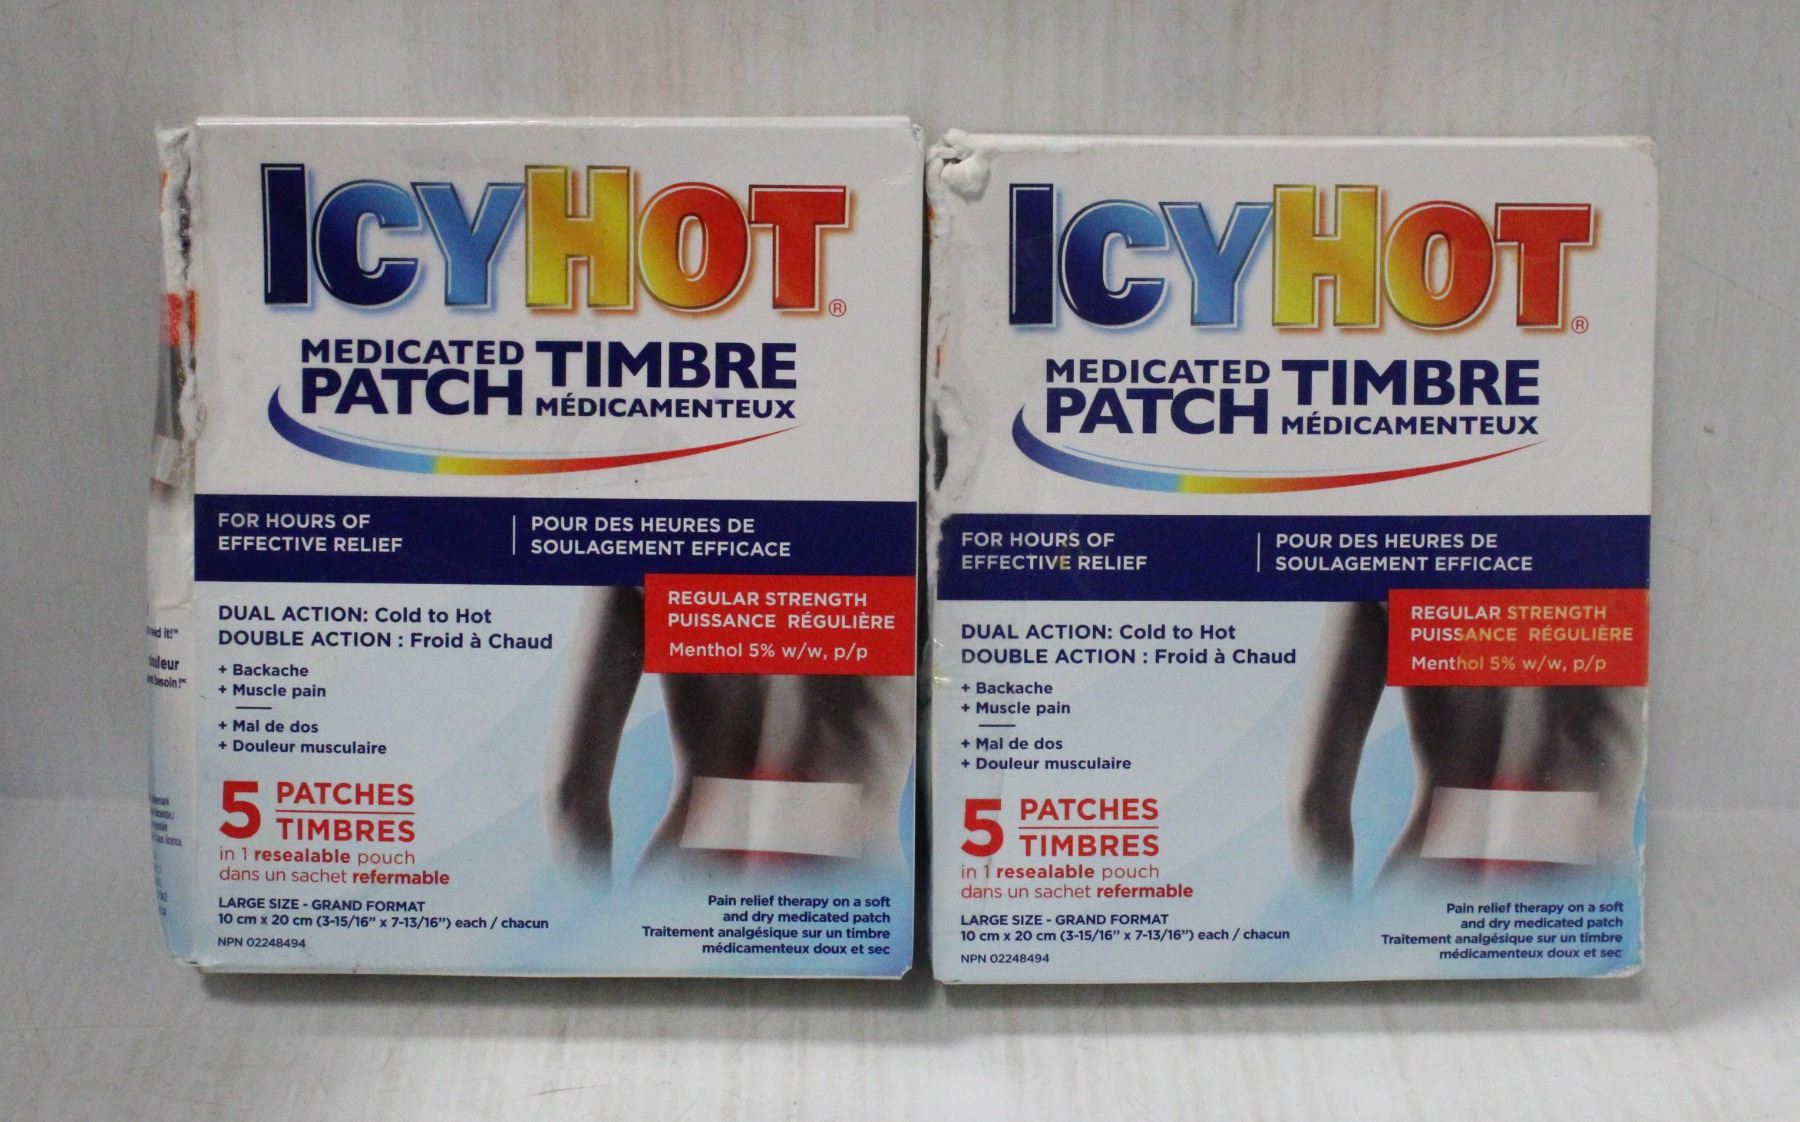 ICYHOT®
MEDICATED PATCH
TIMBRE MÉDICAMENTEUX
FOR HOURS OF
EFFECTIVE RELIEF
POUR DES HEURES DE
SOULAGEMENT EFFICACE
REGULAR STRENGTH
PUISSANCE RÉGULIÈRE
Menthol 5% w/w, p/p
DUAL ACTION: Cold to Hot
DOUBLE ACTION : Froid à Chaud
+ Backache
+ Muscle pain
+ Mal de dos
+ Douleur musculaire
5 PATCHES
TIMBRES
in 1 resealable pouch
dans un sachet refermable
LARGE SIZE - GRAND FORMAT
10 cm x 20 cm (3-15/16" x 7-13/16") each / chacun
NPN 02248494
Pain relief therapy on a soft
and dry medicated patch
Traitement analgésique sur un timbre
médicamenteux doux et sec
it!™
besoin!
ICYHOT®
MEDICATED PATCH
TIMBRE MÉDICAMENTEUX
FOR HOURS OF
EFFECTIVE RELIEF
POUR DES HEURES DE
SOULAGEMENT EFFICACE
REGULAR STRENGTH
PUISSANCE RÉGULIÈRE
Menthol 5% w/w, p/p
DUAL ACTION: Cold to Hot
DOUBLE ACTION : Froid à Chaud
+ Backache
+ Muscle pain
+ Mal de dos
+ Douleur musculaire
5 PATCHES
TIMBRES
in 1 resealable pouch
dans un sachet refermable
LARGE SIZE - GRAND FORMAT
10 cm x 20 cm (3-15/16" x 7-13/16") each / chacun
NPN 02248494
Pain relief therapy on a soft
and dry medicated patch
Traitement analgésique sur un timbre
médicamenteux doux et sec